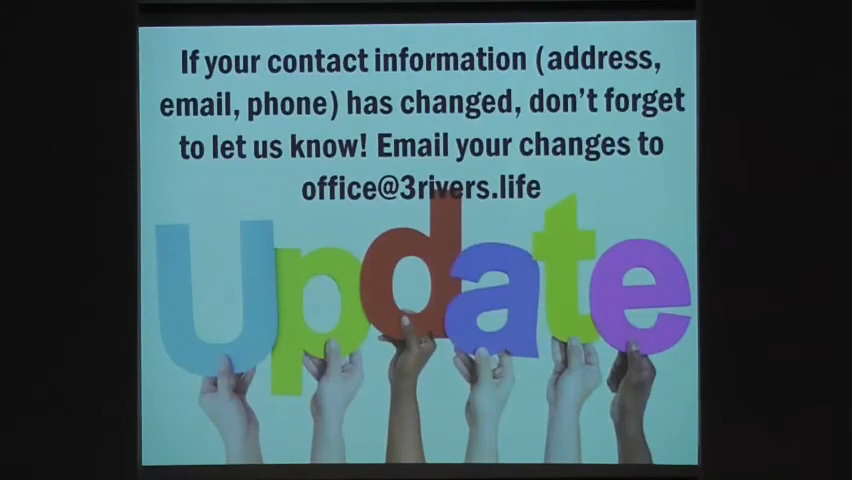 If your contact information (address,
email, phone) has changed, don't forget
to let us know! Email your changes to
office@3rivers.life
Update